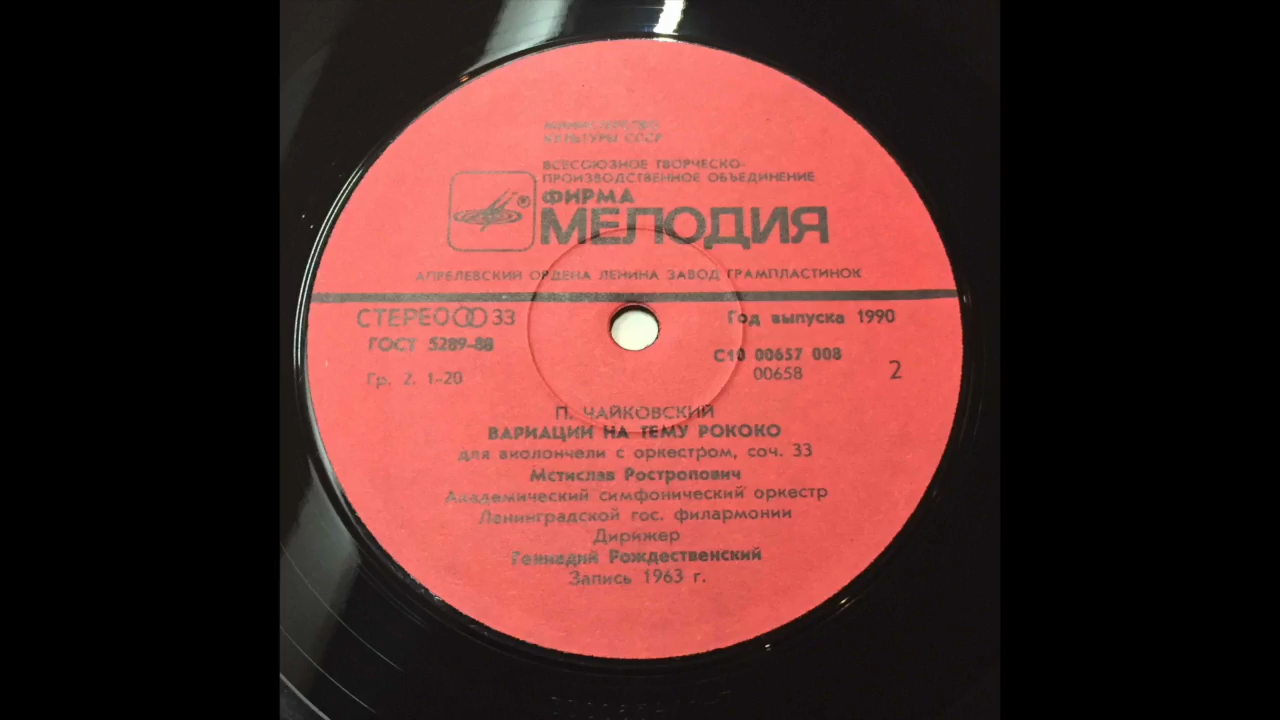 МИНИСТЕРСТВО
КУЛЬТУРЫ СССР
ВСЕСОЮЗНОЕ ТВОРЧЕСКО-
ПРОИЗВОДСТВЕННОЕ ОБЪЕДИНЕНИЕ
ФИРМА
МЕЛОДИЯ
АПРЕЛЕВСКИЙ ОРДЕНА ЛЕНИНА ЗАВОД ГРАМПЛАСТИНОК
СТЕРЕО 33
Год выпуска 1990
ГОСТ 5289-88
С10 00657 008
Гр. 2. 1-20
00658
2
П. ЧАЙКОВСКИЙ
ВАРИАЦИИ НА ТЕМУ РОКОКО
для виолончели с оркестром, соч. 33
Мстислав Ростропович
Академический симфонический оркестр
Ленинградской гос. филармонии
Дирижер
Геннадий Рождественский
Запись 1963 г.